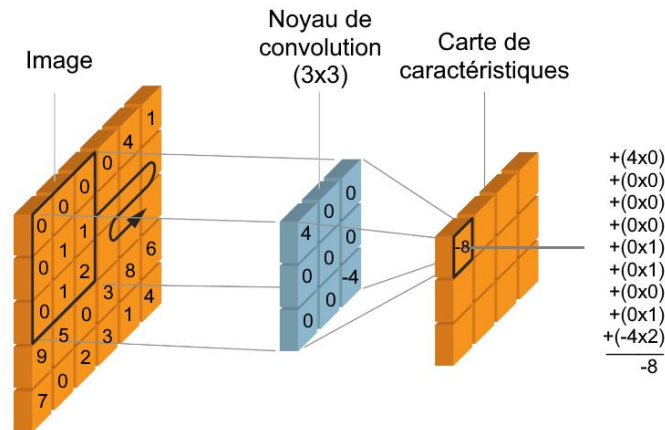 Image
Noyau de
convolution
(3x3)
Carte de
caractéristiques
0 0 0 0 4 1
0 1 1
0 1 2
9 5 0 3 8 6
7 0 2 3 1 4
4 0 0
0 0 0
0 0 -4
-8
+(4x0)
+(0x0)
+(0x0)
+(0x0)
+(0x1)
+(0x1)
+(0x0)
+(0x1)
+(-4x2)
-8